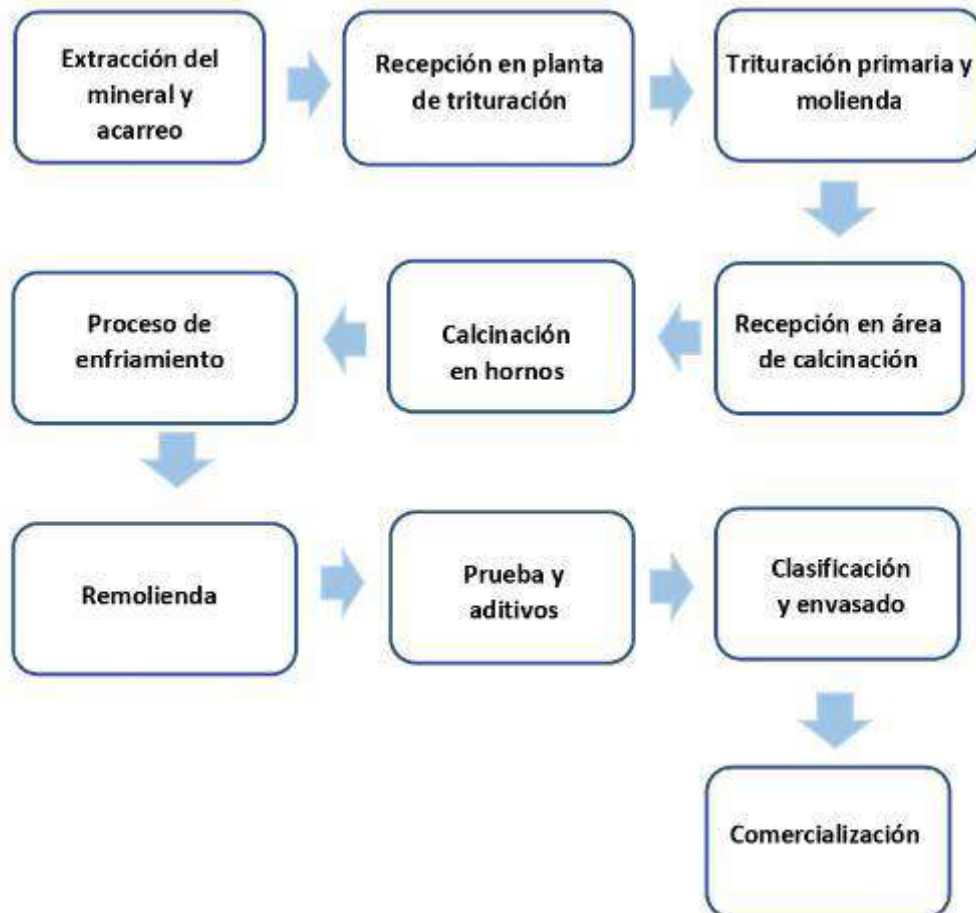 Extracción del
mineral y
acarreo
Recepción en planta
de trituración
Trituración primaria y
molienda
Recepción en área
de calcinación
Calcinación
en hornos
Proceso de
enfriamiento
Remolienda
Prueba y
aditivos
Clasificación
y envasado
Comercialización